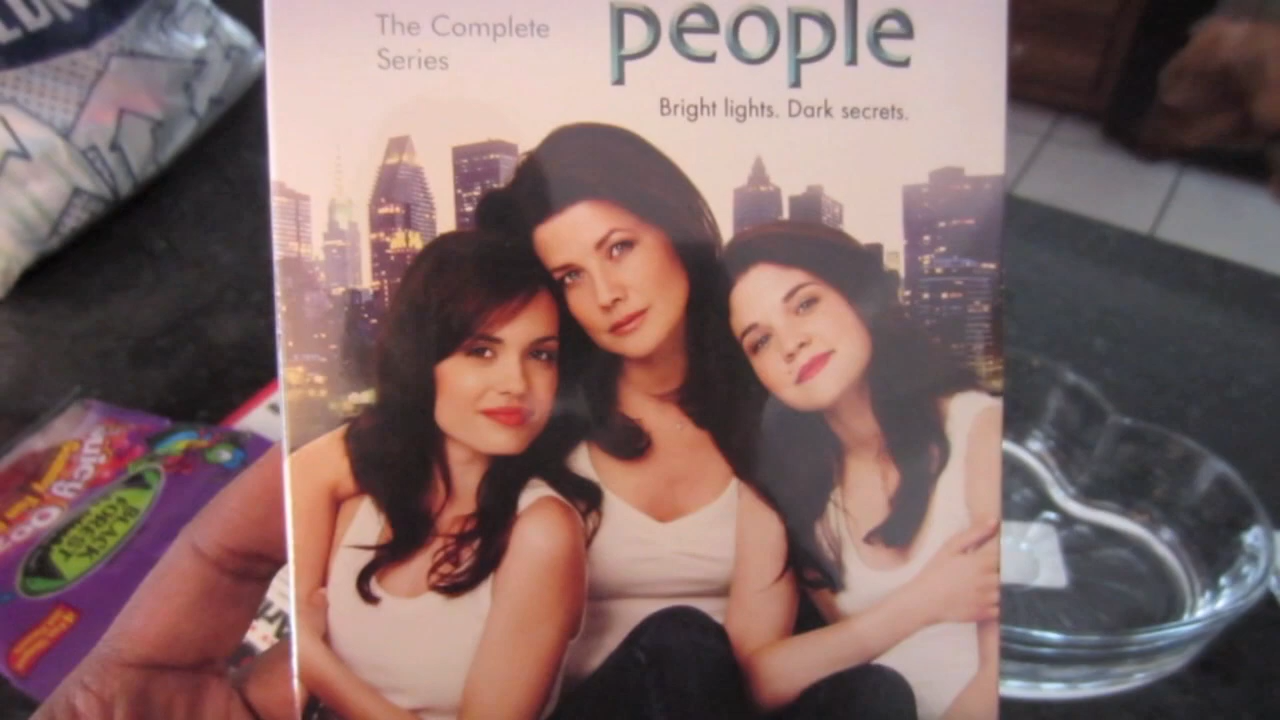 The Complete
Series
people
Bright lights. Dark secrets.
BLACK
FOREST